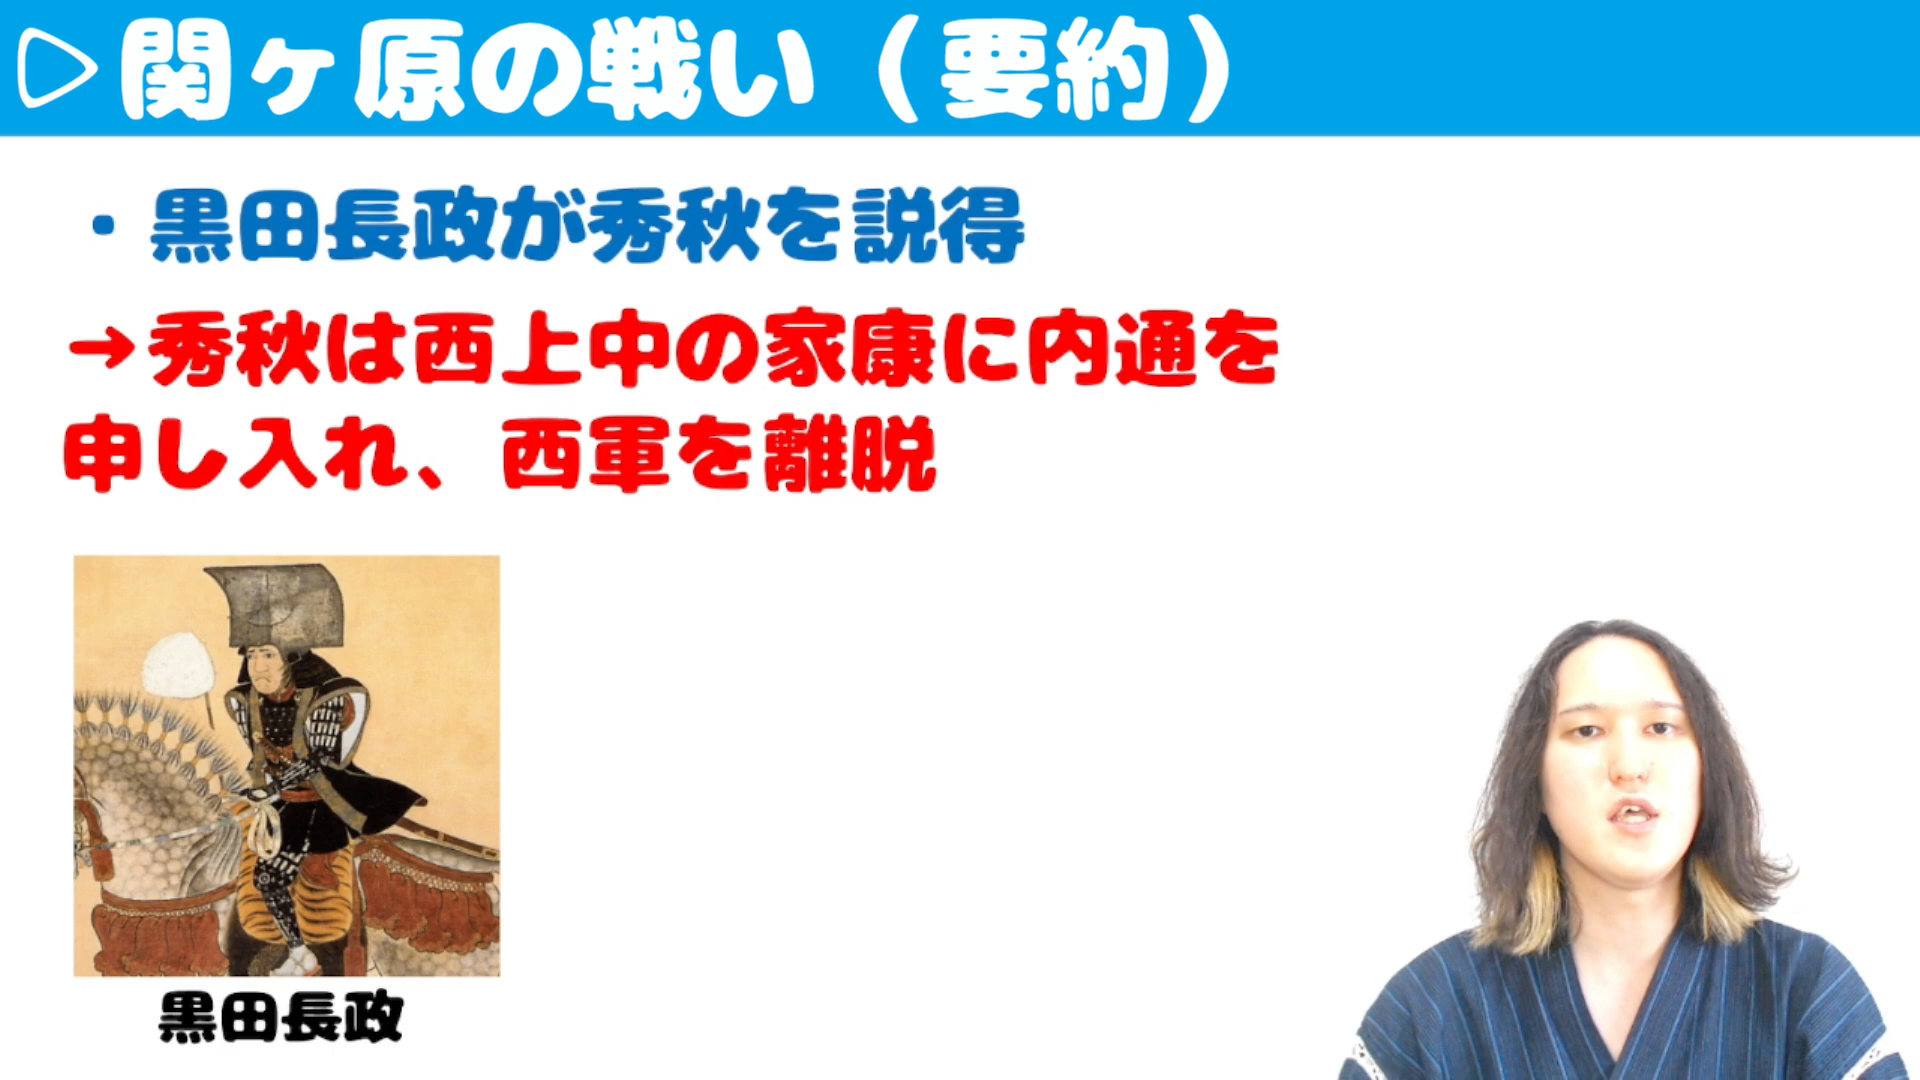 ▷関ヶ原の戦い（要約）
・黒田長政が秀秋を説得
→秀秋は西上中の家康に内通を
申し入れ、西軍を離脱
黒田長政